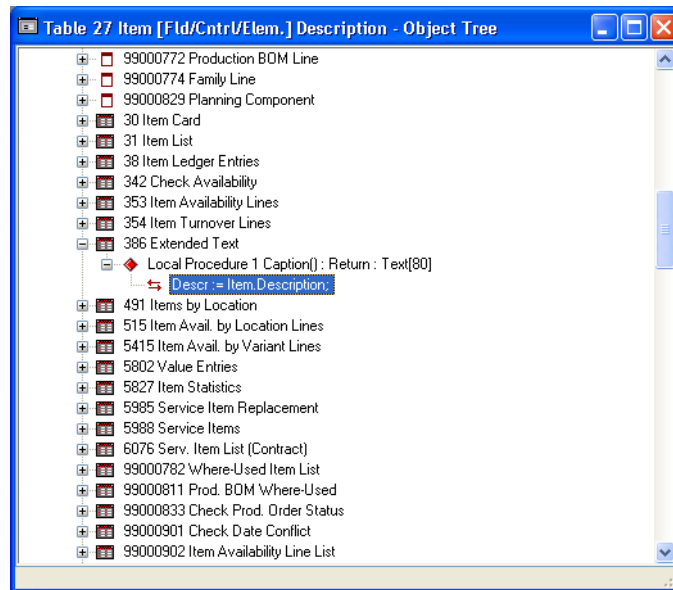 Table 27 Item [Fld/Cntrl/Elem.] Description - Object Tree
99000772 Production BOM Line
99000774 Family Line
99000829 Planning Component
30 Item Card
31 Item List
38 Item Ledger Entries
342 Check Availability
353 Item Availability Lines
354 Item Turnover Lines
386 Extended Text
Local Procedure 1 Caption() : Return : Text[80]
Descr := Item.Description;
491 Items by Location
515 Item Avail. by Location Lines
5415 Item Avail. by Variant Lines
5802 Value Entries
5827 Item Statistics
5985 Service Item Replacement
5988 Service Items
6076 Serv. Item List (Contract)
99000782 Where-Used Item List
99000811 Prod. BOM Where-Used
99000833 Check Prod. Order Status
99000901 Check Date Conflict
99000902 Item Availability Line List